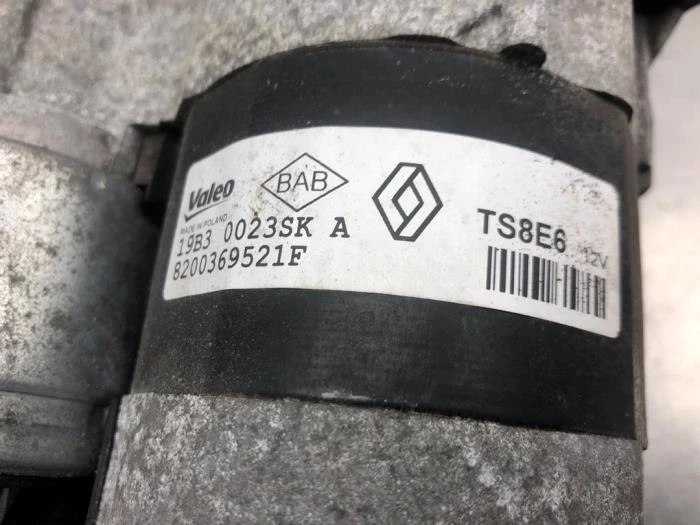 Valeo
MADE IN POLAND
BAB
19B3 0023SK A
8200369521F
TS8E6
12V